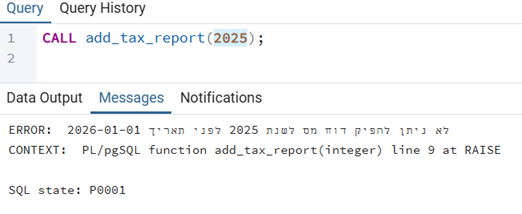 Query Query History
1 CALL add_tax_report(2025);
2
Data Output Messages Notifications
ERROR: לא ניתן להפיק דוח מס לשנת 2025 לפני תאריך 2026-01-01
CONTEXT: PL/pgSQL function add_tax_report(integer) line 9 at RAISE
SQL state: P0001